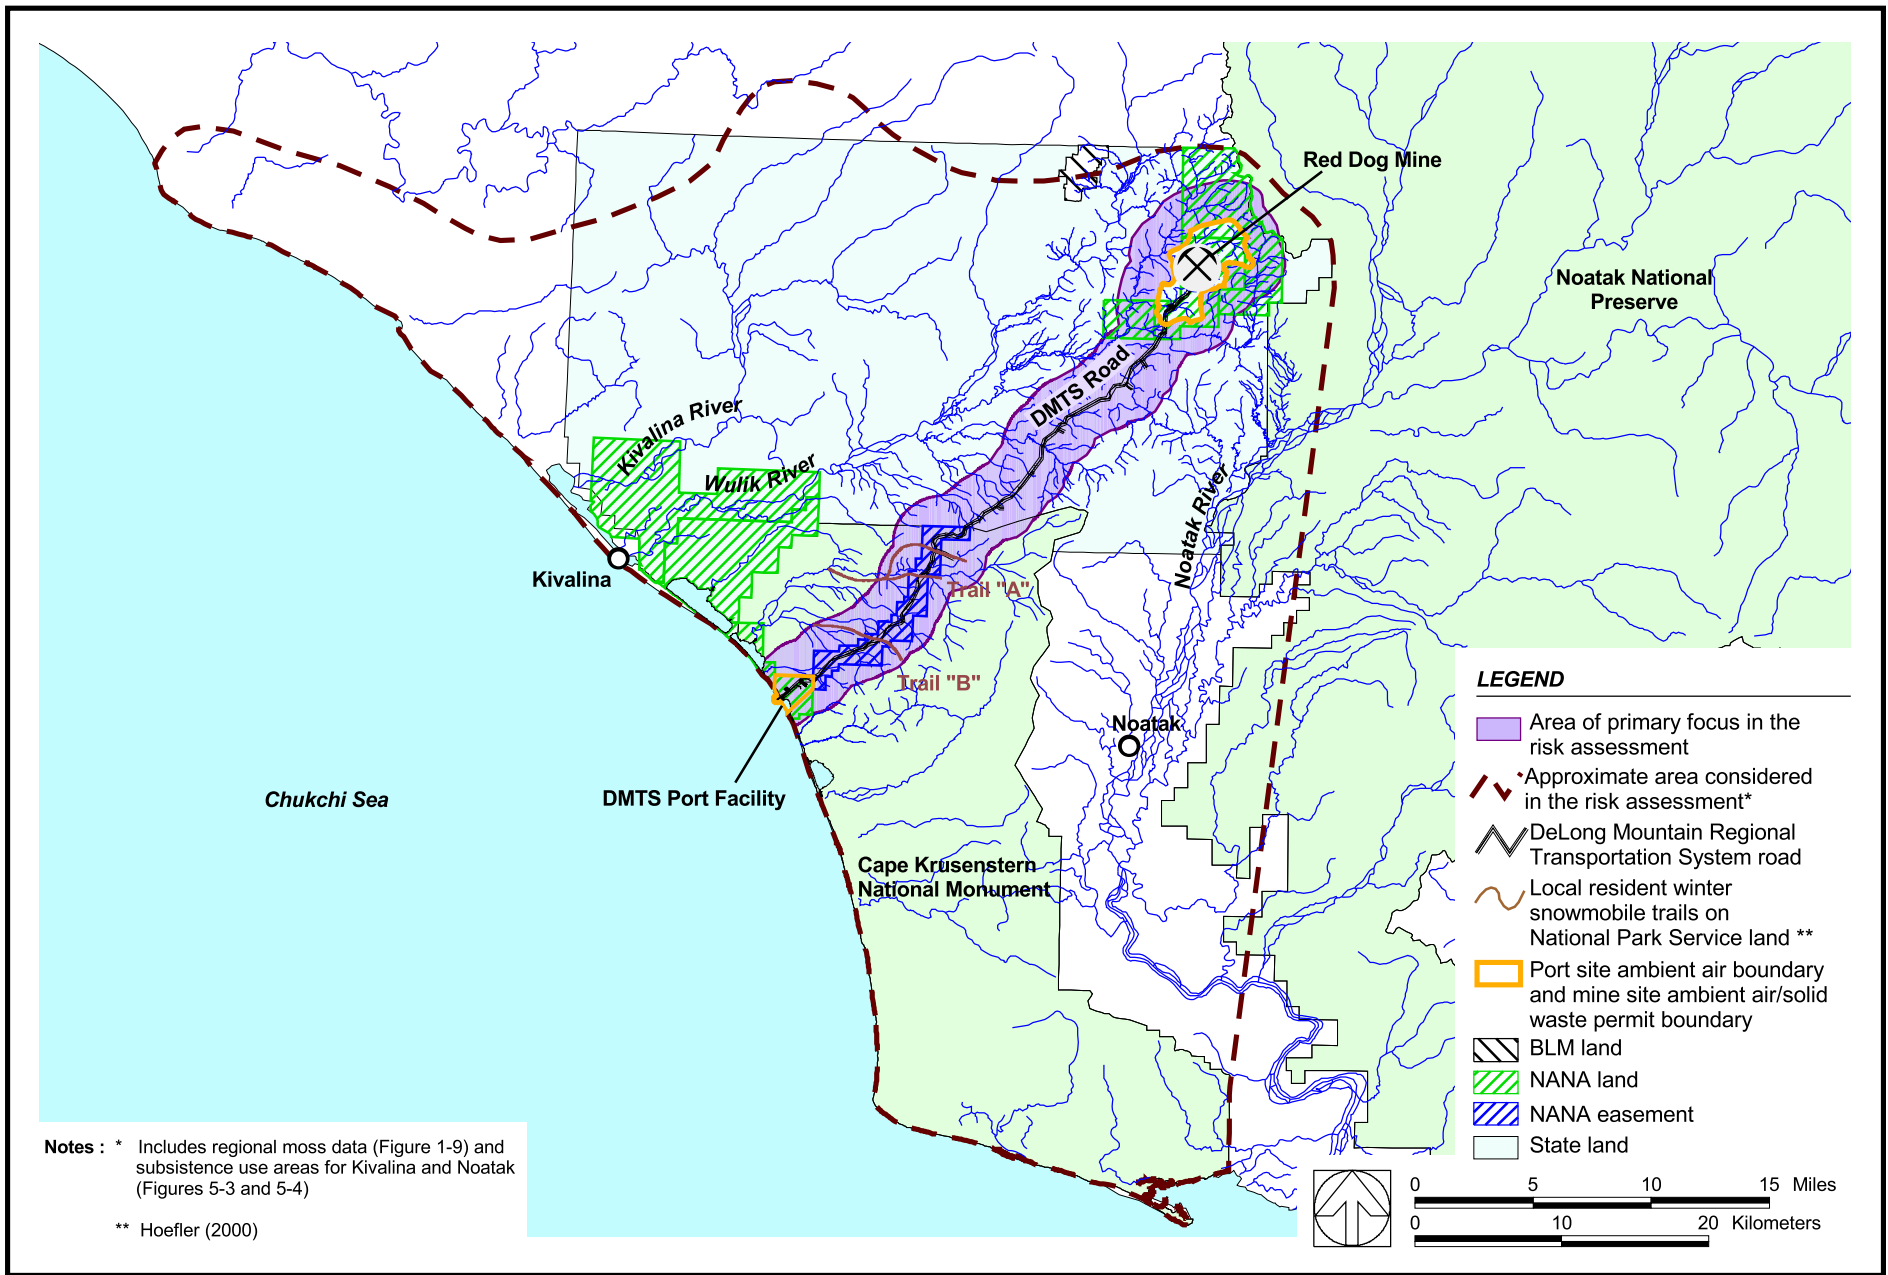 Red Dog Mine
Noatak National
Preserve
DMTS Road
Kivalina River
Wulik River
Noatak River
Kivalina
Trail "A"
Trail "B"
Noatak
DMTS Port Facility
Chukchi Sea
Cape Krusenstern
National Monument
LEGEND
Area of primary focus in the
risk assessment
Approximate area considered
in the risk assessment*
DeLong Mountain Regional
Transportation System road
Local resident winter
snowmobile trails on
National Park Service land **
Port site ambient air boundary
and mine site ambient air/solid
waste permit boundary
BLM land
NANA land
NANA easement
State land
Notes : * Includes regional moss data (Figure 1-9) and
subsistence use areas for Kivalina and Noatak
(Figures 5-3 and 5-4)
** Hoefler (2000)
0 5 10 15 Miles
0 10 20 Kilometers